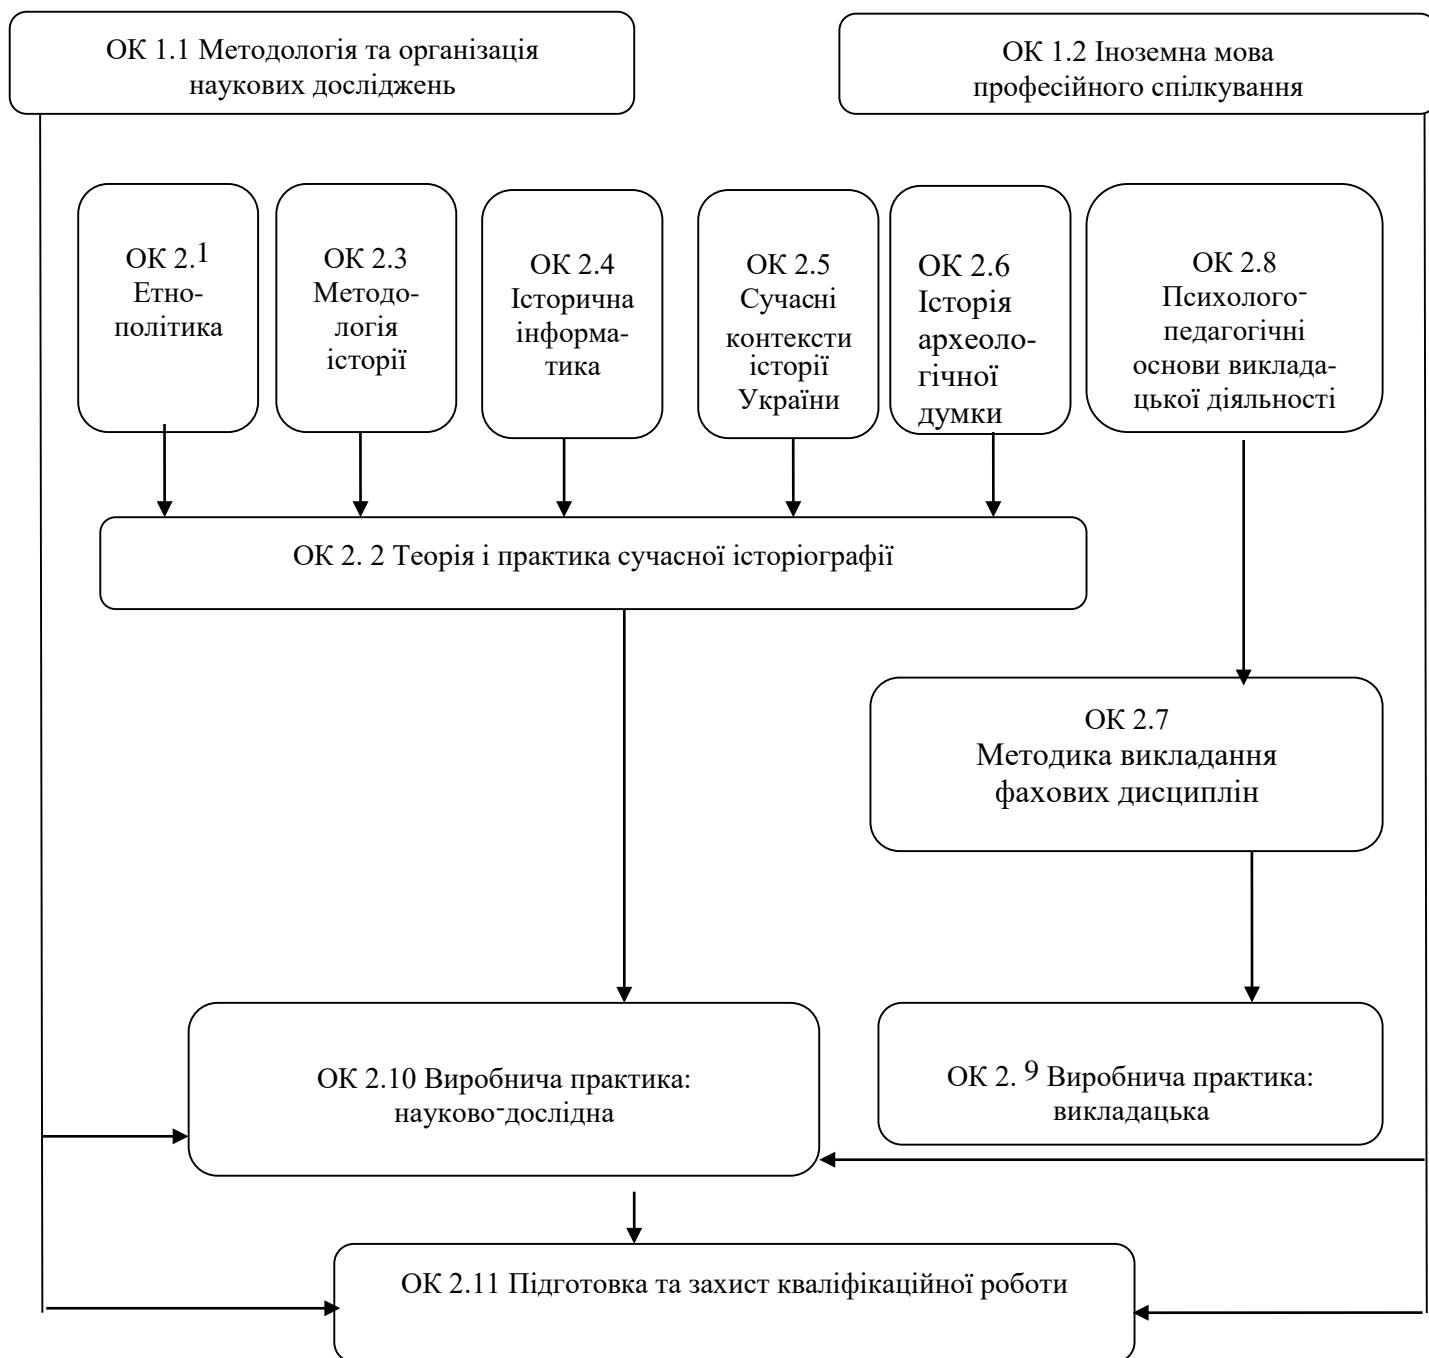 ОК 1.1 Методологія та організація
наукових досліджень
ОК 1.2 Іноземна мова
професійного спілкування
ОК 2.1
Етно-
політика
ОК 2.3
Методо-
логія
історії
ОК 2.4
Історична
інформа-
тика
ОК 2.5
Сучасні
контексти
історії
України
ОК 2.6
Історія
археоло-
гічної
думки
ОК 2.8
Психолого-
педагогічні
основи виклада-
цької діяльності
ОК 2. 2 Теорія і практика сучасної історіографії
ОК 2.7
Методика викладання
фахових дисциплін
ОК 2.10 Виробнича практика:
науково-дослідна
ОК 2. 9 Виробнича практика:
викладацька
ОК 2.11 Підготовка та захист кваліфікаційної роботи